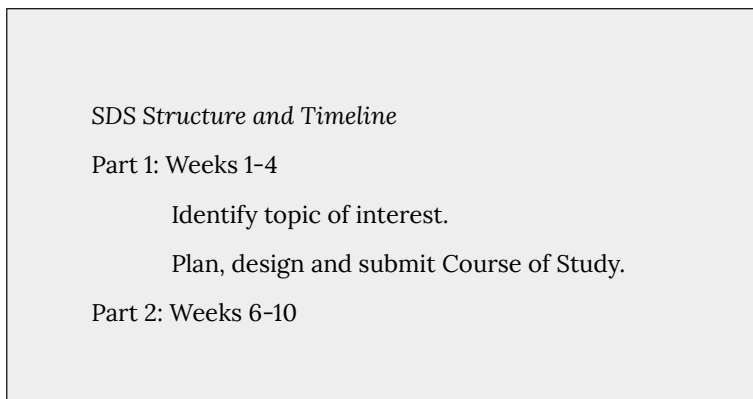 SDS Structure and Timeline
Part 1: Weeks 1-4
Identify topic of interest.
Plan, design and submit Course of Study.
Part 2: Weeks 6-10